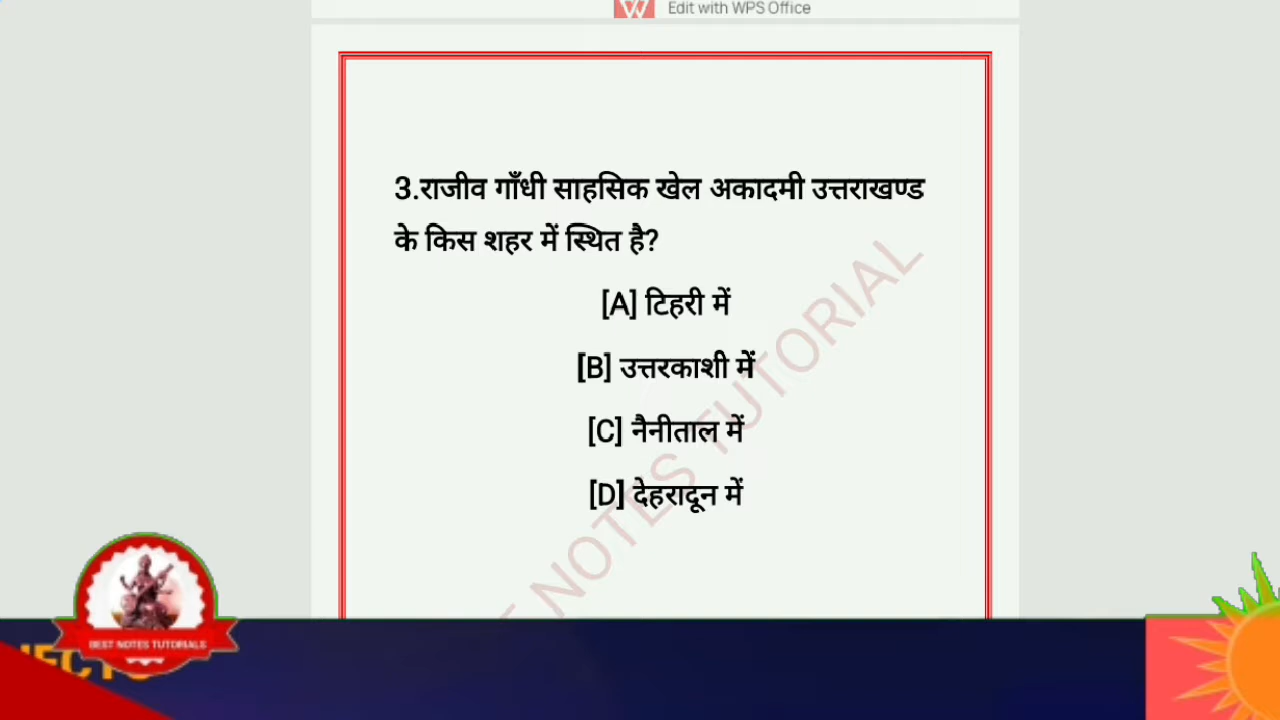 Edit with WPS Office
3.राजीव गाँधी साहसिक खेल अकादमी उत्तराखण्ड
के किस शहर में स्थित है?
[A] टिहरी में
[B] उत्तरकाशी में
[C] नैनीताल में
[D] देहरादून में
NOTES TUTORIAL
BEST NOTES TUTORIALS